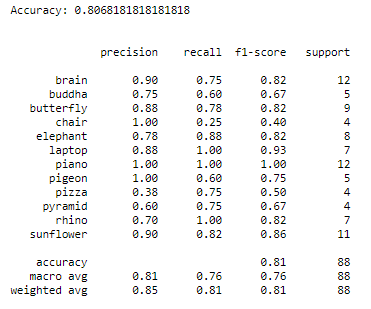 Accuracy: 0.8068181818181818
precision recall f1-score support
brain 0.90 0.75 0.82 12
buddha 0.75 0.60 0.67 5
butterfly 0.88 0.78 0.82 9
chair 1.00 0.25 0.40 4
elephant 0.78 0.88 0.82 8
laptop 0.88 1.00 0.93 7
piano 1.00 1.00 1.00 12
pigeon 1.00 0.60 0.75 5
pizza 0.38 0.75 0.50 4
pyramid 0.60 0.75 0.67 4
rhino 0.70 1.00 0.82 7
sunflower 0.90 0.82 0.86 11
accuracy 0.81 88
macro avg 0.81 0.76 0.76 88
weighted avg 0.85 0.81 0.81 88